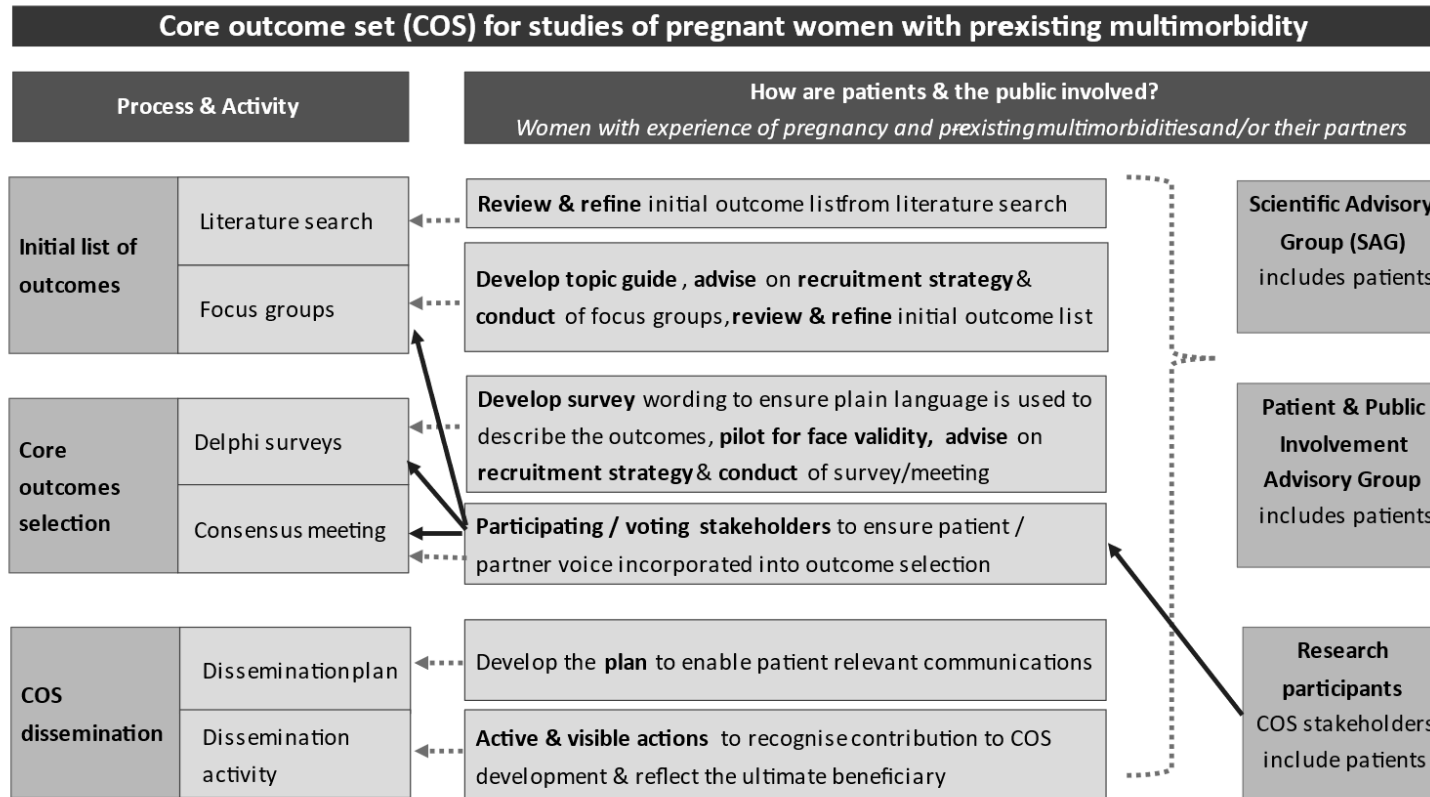 Core outcome set (COS) for studies of pregnant women with prexisting multimorbidity
Process & Activity
How are patients & the public involved?
Women with experience of pregnancy and prexisting multimorbidities and/or their partners
Initial list of
outcomes
Literature search
Focus groups
Review & refine initial outcome list from literature search
Develop topic guide, advise on recruitment strategy &
conduct of focus groups, review & refine initial outcome list
Core
outcomes
selection
Delphi surveys
Consensus meeting
Develop survey wording to ensure plain language is used to
describe the outcomes, pilot for face validity, advise on
recruitment strategy & conduct of survey/meeting
Participating / voting stakeholders to ensure patient /
partner voice incorporated into outcome selection
COS
dissemination
Dissemination plan
Dissemination
activity
Develop the plan to enable patient relevant communications
Active & visible actions to recognise contribution to COS
development & reflect the ultimate beneficiary
Scientific Advisory
Group (SAG)
includes patients
Patient & Public
Involvement
Advisory Group
includes patients
Research
participants
COS stakeholders
include patients